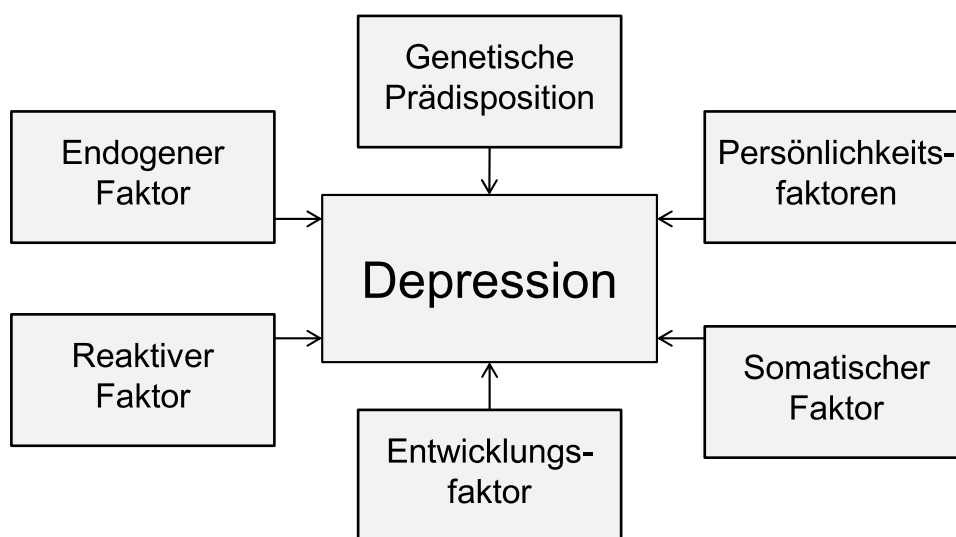 Genetische
Prädisposition
Endogener
Faktor
Persönlichkeits-
faktoren
Depression
Reaktiver
Faktor
Somatischer
Faktor
Entwicklungs-
faktor